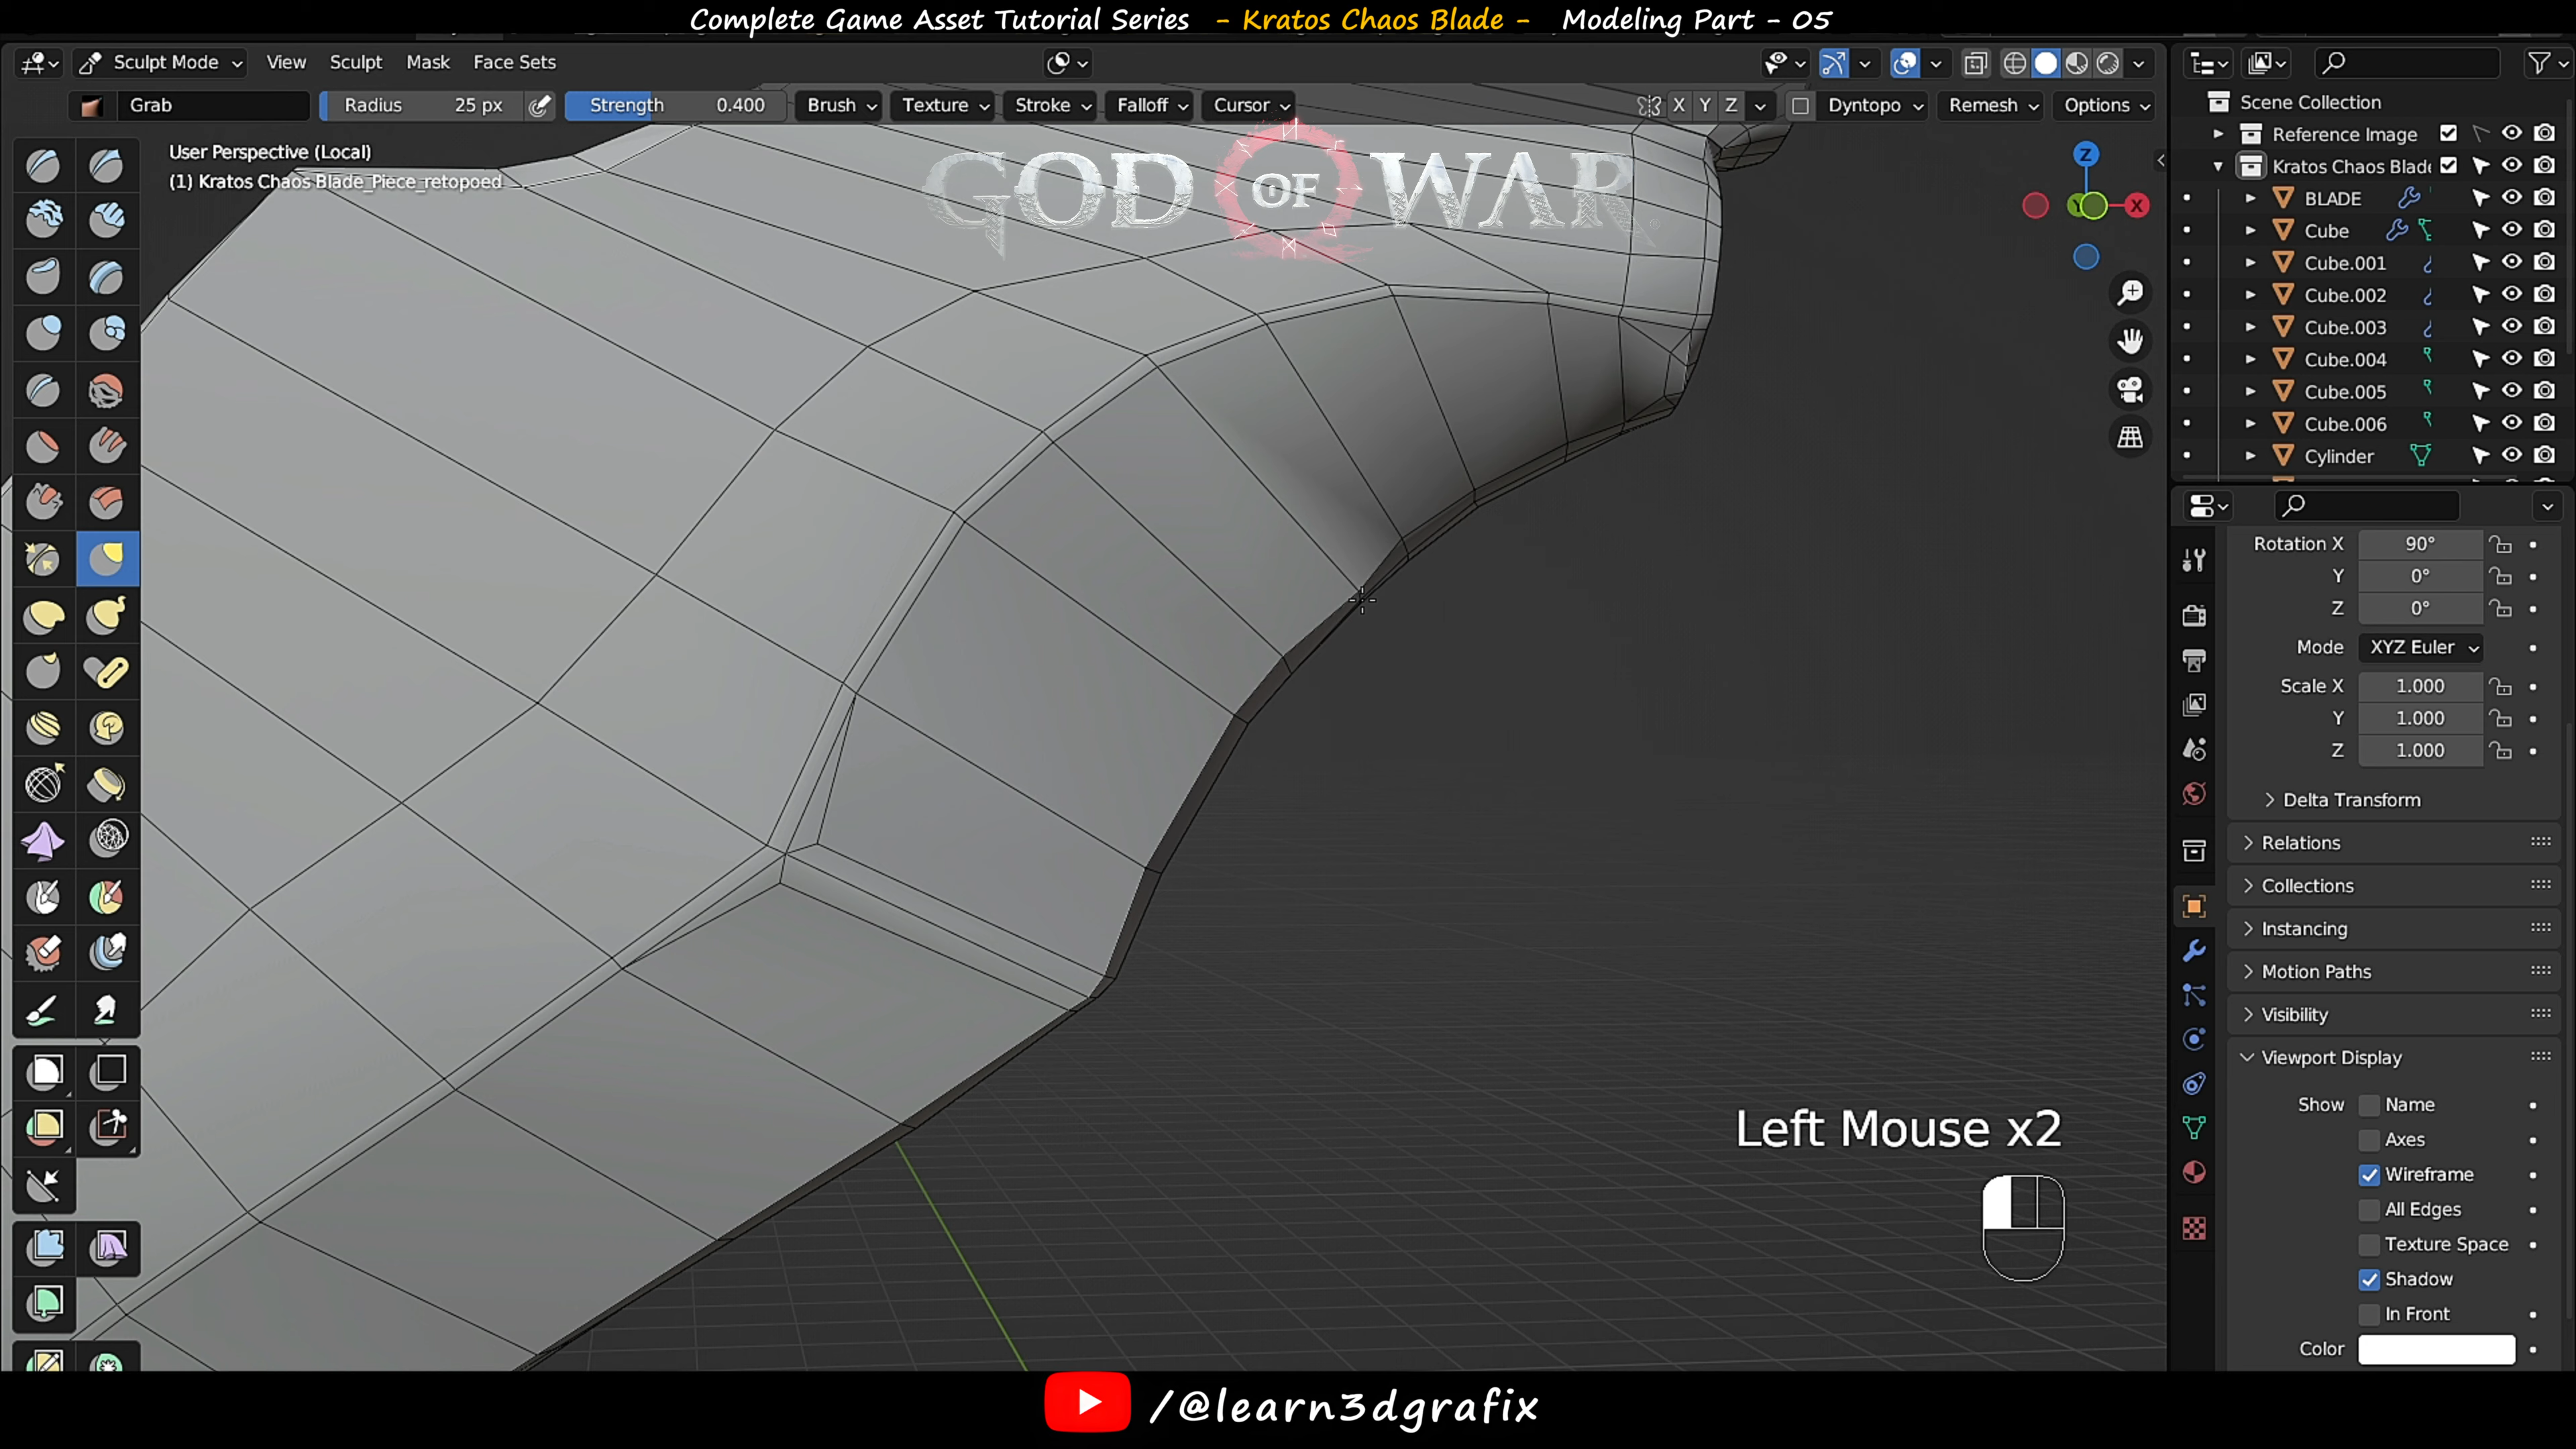 Complete Game Asset Tutorial Series - Kratos Chaos Blade - Modeling Part - 05
Sculpt Mode View Sculpt Mask Face Sets
Grab Radius 25 px Strength 0.400 Brush Texture Stroke Falloff Cursor X Y Z Dyntopo Remesh Options
User Perspective (Local)
(1) Kratos Chaos Blade_Piece_retopoed
GOD OF WAR
Z
Y
X
Scene Collection
Reference Image
Kratos Chaos Blade
BLADE
Cube
Cube.001
Cube.002
Cube.003
Cube.004
Cube.005
Cube.006
Cylinder
Rotation X 90°
Y 0°
Z 0°
Mode XYZ Euler
Scale X 1.000
Y 1.000
Z 1.000
Delta Transform
Relations
Collections
Instancing
Motion Paths
Visibility
Viewport Display
Show Name
Axes
Wireframe
All Edges
Texture Space
Shadow
In Front
Color
Left Mouse x2
/@learn3dgrafix